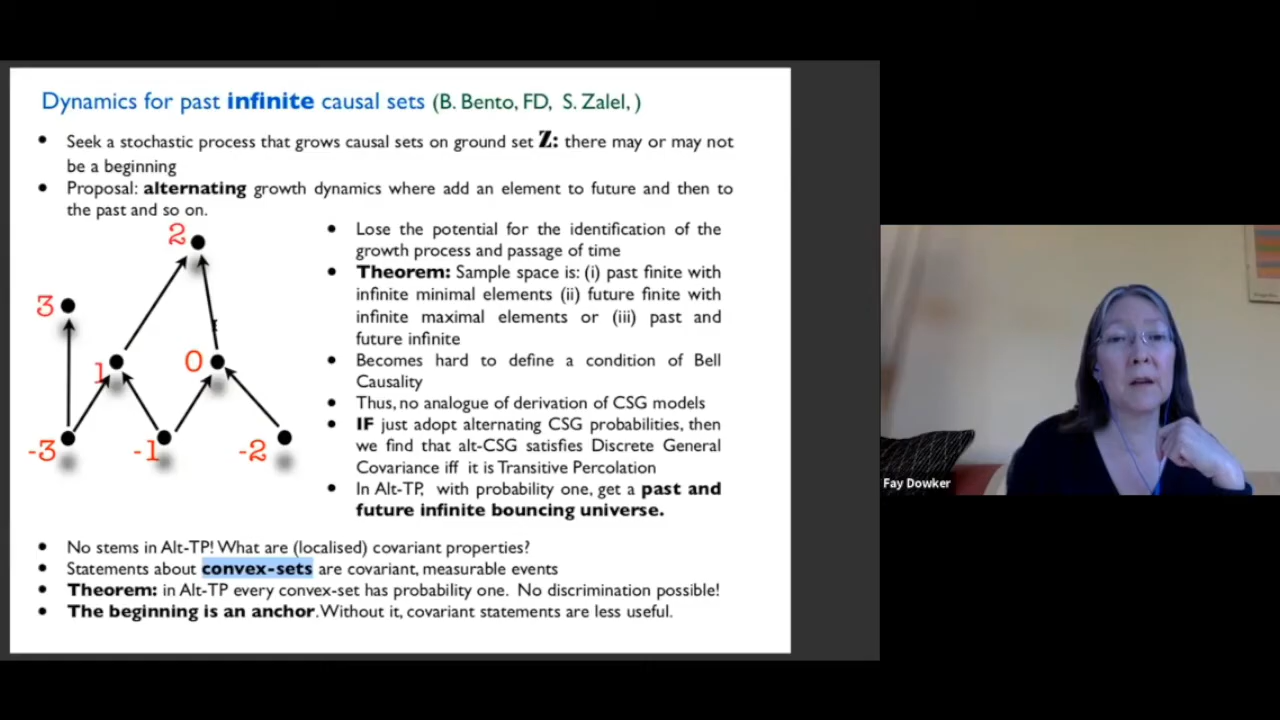 Dynamics for past infinite causal sets (B. Bento, FD, S. Zalel, )
• Seek a stochastic process that grows causal sets on ground set Z: there may or may not
be a beginning
• Proposal: alternating growth dynamics where add an element to future and then to
the past and so on.
2
3
1
0
-3
-1
-2
• Lose the potential for the identification of the
growth process and passage of time
• Theorem: Sample space is: (i) past finite with
infinite minimal elements (ii) future finite with
infinite maximal elements or (iii) past and
future infinite
• Becomes hard to define a condition of Bell
Causality
• Thus, no analogue of derivation of CSG models
• IF just adopt alternating CSG probabilities, then
we find that alt-CSG satisfies Discrete General
Covariance iff it is Transitive Percolation
• In Alt-TP, with probability one, get a past and
future infinite bouncing universe.
• No stems in Alt-TP! What are (localised) covariant properties?
• Statements about convex-sets are covariant, measurable events
• Theorem: in Alt-TP every convex-set has probability one. No discrimination possible!
• The beginning is an anchor. Without it, covariant statements are less useful.
Fay Dowker